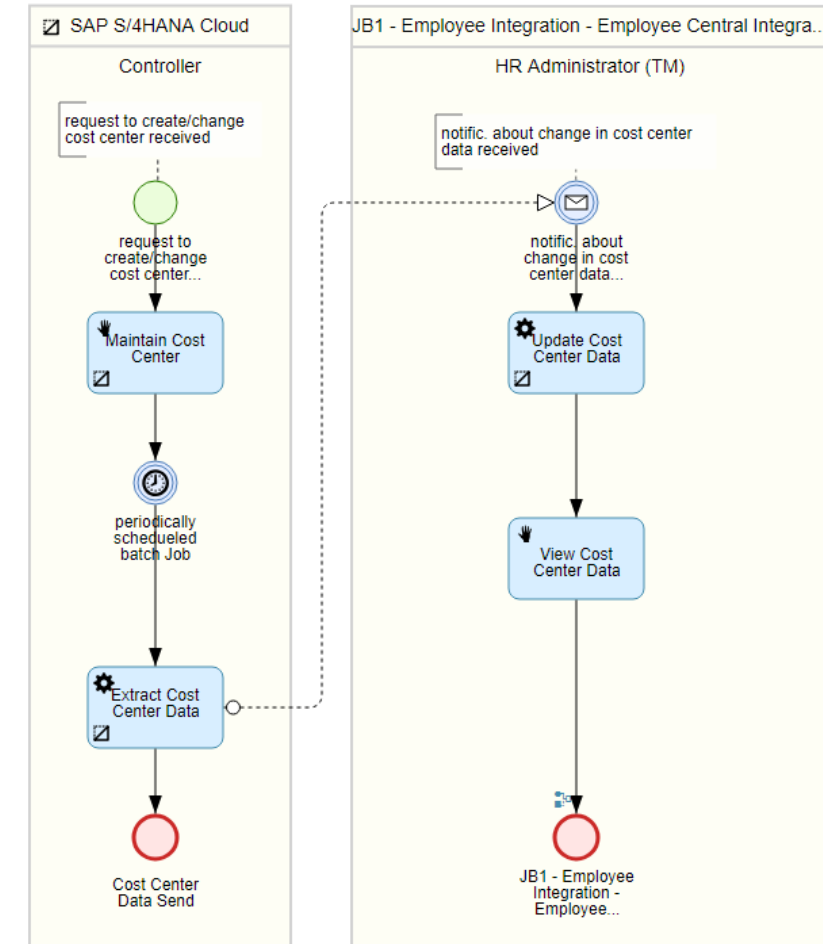 SAP S/4HANA Cloud
Controller
request to create/change
cost center received
request to
create/change
cost center...
Maintain Cost
Center
periodically
schedueled
batch Job
Extract Cost
Center Data
Cost Center
Data Send
JB1 - Employee Integration - Employee Central Integra...
HR Administrator (TM)
notific. about change in cost center
data received
notific. about
change in cost
center data...
Update Cost
Center Data
View Cost
Center Data
JB1 - Employee
Integration -
Employee...